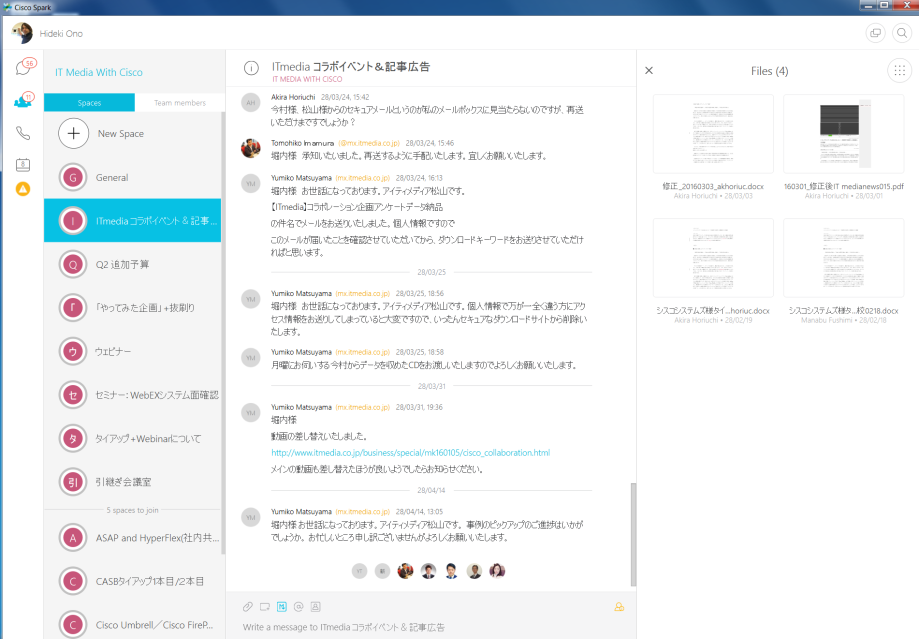 Cisco Spark
Hideki Ono
36
11
IT Media With Cisco
Spaces
Team members
New Space
G
General
I
ITmedia コラボイベント & 記事...
Q
Q2 追加予算
「
「やってみた企画」+抜刷り
ウ
ウェビナー
セ
セミナー: WebEXシステム面確認
タ
タイアップ+Webinarについて
引
引継ぎ会議室
5 spaces to join
A
ASAP and HyperFlex(社内共...
C
CASBタイアップ1本目/2本目
C
Cisco Umbrell／Cisco FireP...
ITmedia コラボイベント＆記事広告
IT MEDIA WITH CISCO
AH
Akira Horiuchi 28/03/24, 15:42
今村様、松山様からのセキュアメールというのが私のメールボックスに見当たらないのですが、再送
いただけますでしょうか？
Tomohiko Imamura (@mx.itmedia.co.jp) 28/03/24, 15:46
堀内様 承知いたしました。再送するように手配いたします。宜しくお願いいたします。
YM
Yumiko Matsuyama (mx.itmedia.co.jp) 28/03/24, 16:13
堀内様 お世話になっております。アイティメディア松山です。
【ITmedia】コラボレーション企画アンケートデータ納品
の件名でメールをお送りいたしました。個人情報ですので
このメールが届いたことを確認させていただいてから、ダウンロードキーワードをお送りさせていただけ
ればと思います。
28/03/25
YM
Yumiko Matsuyama (mx.itmedia.co.jp) 28/03/25, 18:56
堀内様 お世話になっております。アイティメディア松山です。個人情報で万が一全く違う方にアク
セス情報をお送りしてしまっていると大変ですので、いったんセキュアなダウンロードサイトから削除い
たします。
YM
Yumiko Matsuyama (mx.itmedia.co.jp) 28/03/25, 18:58
月曜にお伺いする今村からデータを収めたCDをお渡しいたしますのでよろしくお願いいたします。
28/03/31
YM
Yumiko Matsuyama (mx.itmedia.co.jp) 28/03/31, 19:36
堀内様
動画の差し替えいたしました。
http://www.itmedia.co.jp/business/special/mk160105/cisco_collaboration.html
メインの動画も差し替えたほうが良いようでしたらお知らせください。
28/04/14
YM
Yumiko Matsuyama (mx.itmedia.co.jp) 28/04/14, 13:05
堀内様 お世話になっております。アイティメディア松山です。 事例のピックアップのご進捗はいかが
でしょうか。お忙しいところ申し訳ございませんがよろしくお願いいたします。
Write a message to ITmedia コラボイベント & 記事広告
Files (4)
修正_20160303_akhoriuc.docx
Akira Horiuchi • 28/03/03
160301_修正後IT medianews015.pdf
Akira Horiuchi • 28/03/01
シスコシステムズ様タイ...horiuc.docx
Akira Horiuchi • 28/02/19
シスコシステムズ様タ...校0218.docx
Manabu Fushimi • 28/02/18